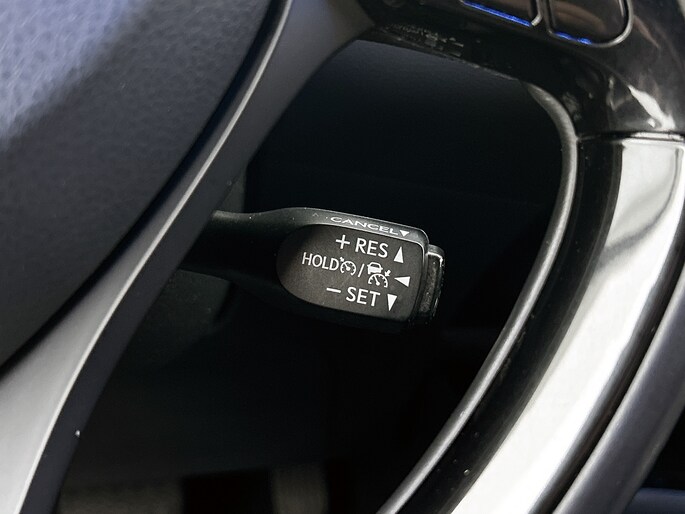 CANCEL▼
+ RES ▲
HOLD / ◀
− SET ▼